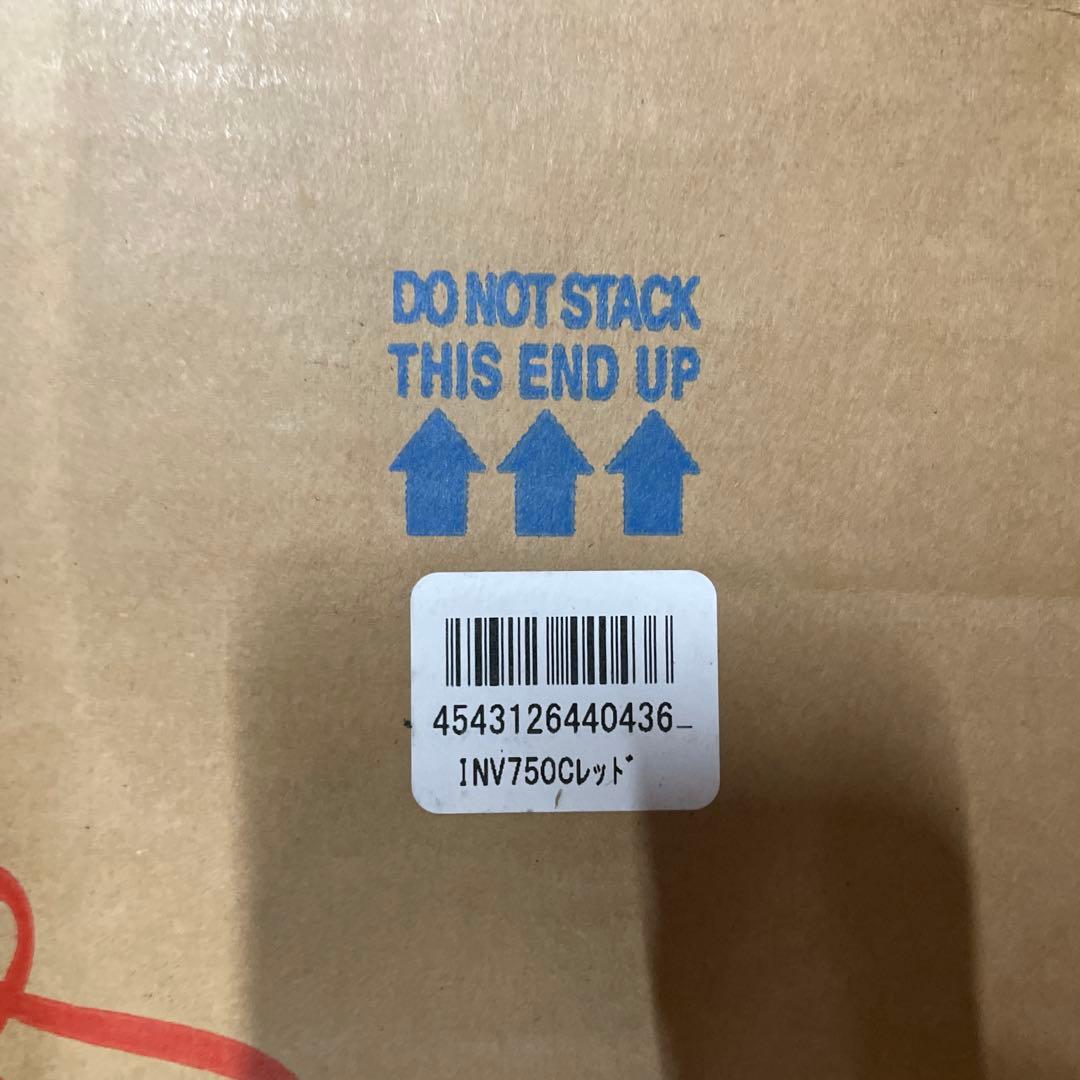 DO NOT STACK
THIS END UP
4543126440436
INV750Cﾚｯﾄﾞ